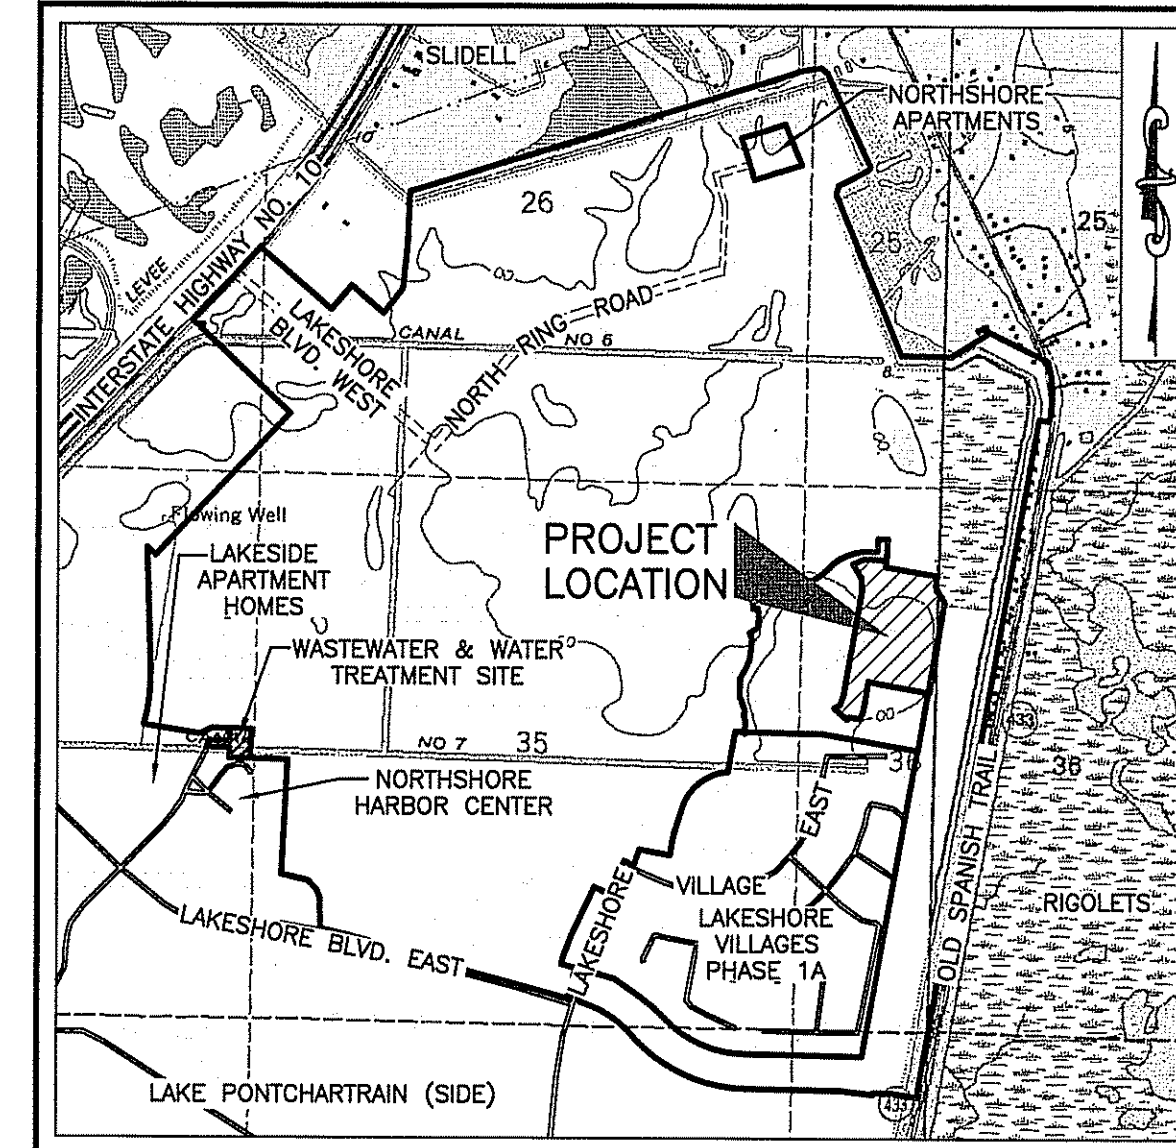 SLIDELL
NORTHSHORE
APARTMENTS
INTERSTATE HIGHWAY NO. 10
LEVEE
26
25
25
LAKESHORE
BLVD. WEST
CANAL
NO 6
NORTH RING ROAD
Flowing Well
LAKESIDE
APARTMENT
HOMES
PROJECT
LOCATION
WASTEWATER & WATER
TREATMENT SITE
NO 7
35
36
433
36
NORTHSHORE
HARBOR CENTER
EAST
VILLAGE
LAKESHORE
LAKESHORE
VILLAGES
PHASE 1A
OLD SPANISH TRAIL
RIGOLETS
LAKESHORE BLVD. EAST
LAKE PONTCHARTRAIN (SIDE)
433